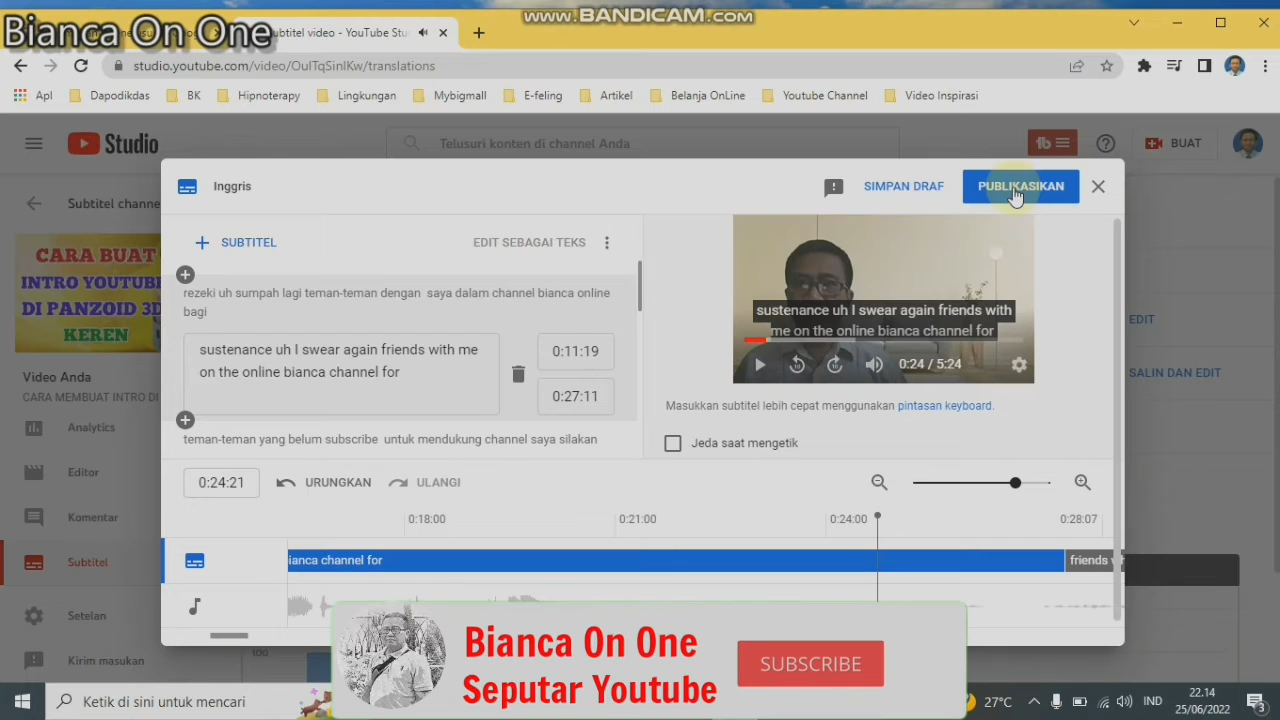 www.BANDICAM.com
Bianca On One
ubtitel video - YouTube Stu
studio.youtube.com/video/OulTqSinlKw/translations
Apl
Dapodikdas
BK
Hipnoterapy
Lingkungan
Mybigmall
E-feling
Artikel
Belanja OnLine
Youtube Channel
Video Inspirasi
Studio
Telusuri konten di channel Anda
BUAT
Inggris
SIMPAN DRAF
PUBLIKASIKAN
Subtitel channe
SUBTITEL
EDIT SEBAGAI TEKS
CARA BUAT
INTRO YOUTUB
DI PANZOID 3D
KEREN
rezeki uh sumpah lagi teman-teman dengan saya dalam channel bianca online
bagi
sustenance uh I swear again friends with me
on the online bianca channel for
0:11:19
0:27:11
sustenance uh I swear again friends with
me on the online bianca channel for
0:24 / 5:24
EDIT
SALIN DAN EDIT
Video Anda
CARA MEMBUAT INTRO DI
Masukkan subtitel lebih cepat menggunakan pintasan keyboard.
Analytics
teman-teman yang belum subscribe untuk mendukung channel saya silakan
Jeda saat mengetik
Editor
0:24:21
URUNGKAN
ULANGI
Komentar
0:18:00
0:21:00
0:24:00
0:28:07
Subtitel
ianca channel for
friends w
Setelan
Kirim masukan
100
Bianca On One
Seputar Youtube
SUBSCRIBE
Ketik di sini untuk mencari
27°C
IND
22.14
25/06/2022
3